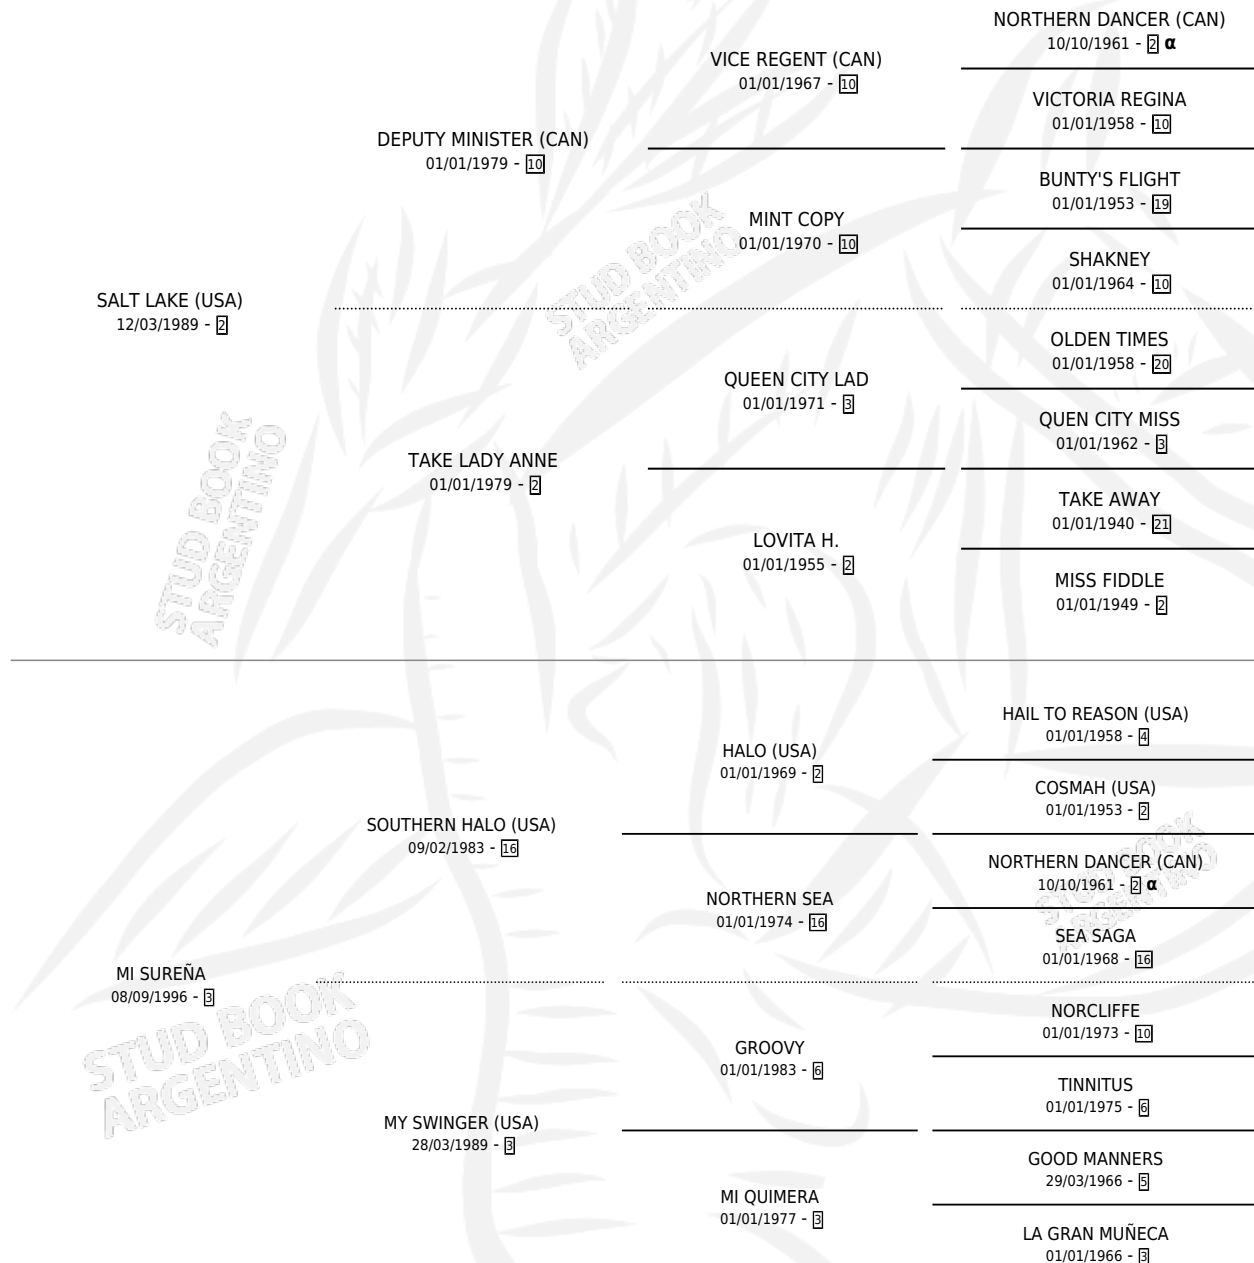 NORTHERN DANCER (CAN)
10/10/1961 - 2 α
VICE REGENT (CAN)
01/01/1967 - 10
VICTORIA REGINA
01/01/1958 - 10
DEPUTY MINISTER (CAN)
01/01/1979 - 10
BUNTY'S FLIGHT
01/01/1953 - 19
MINT COPY
01/01/1970 - 10
SHAKNEY
01/01/1964 - 10
SALT LAKE (USA)
12/03/1989 - 2
OLDEN TIMES
01/01/1958 - 20
QUEEN CITY LAD
01/01/1971 - 3
QUEN CITY MISS
01/01/1962 - 3
TAKE LADY ANNE
01/01/1979 - 2
TAKE AWAY
01/01/1940 - 21
LOVITA H.
01/01/1955 - 2
MISS FIDDLE
01/01/1949 - 2
STUD BOOK
ARGENTINO
STUD BOOK
ARGENTINO
HAIL TO REASON (USA)
01/01/1958 - 4
HALO (USA)
01/01/1969 - 2
COSMAH (USA)
01/01/1953 - 2
SOUTHERN HALO (USA)
09/02/1983 - 16
NORTHERN DANCER (CAN)
10/10/1961 - 2 α
NORTHERN SEA
01/01/1974 - 16
SEA SAGA
01/01/1968 - 16
MI SUREÑA
08/09/1996 - 3
NORCLIFFE
01/01/1973 - 10
GROOVY
01/01/1983 - 6
TINNITUS
01/01/1975 - 6
MY SWINGER (USA)
28/03/1989 - 3
GOOD MANNERS
29/03/1966 - 5
MI QUIMERA
01/01/1977 - 3
LA GRAN MUÑECA
01/01/1966 - 3
STUD BOOK
ARGENTINO
STUD BOOK
ARGENTINO